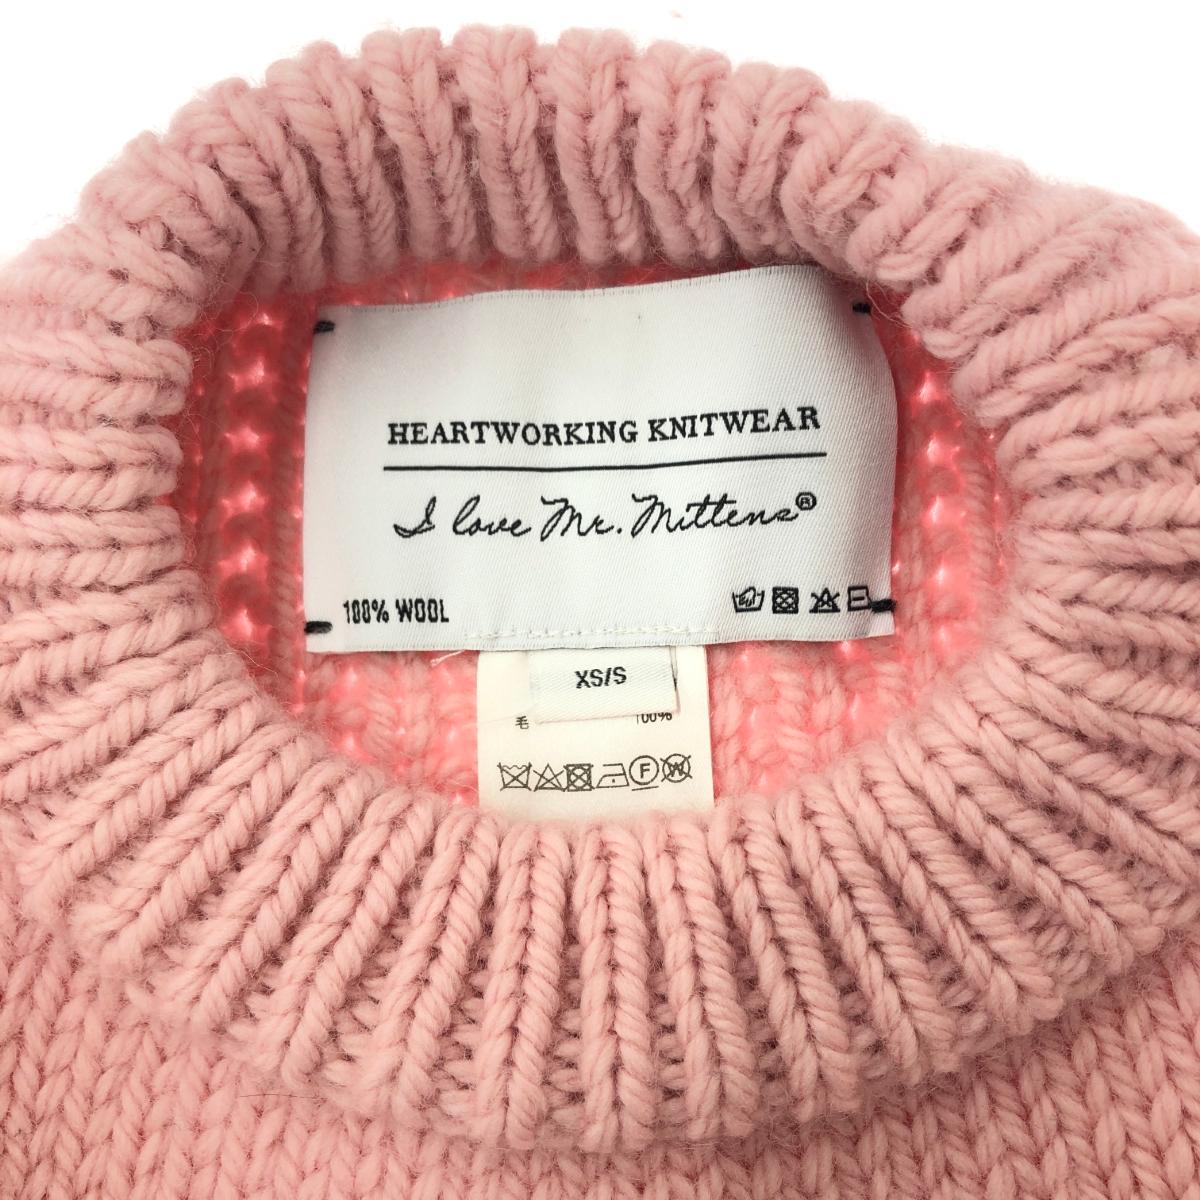 HEARTWORKING KNITWEAR
I love Mr. Mittens®
100% WOOL
XS/S
毛 100%
F W